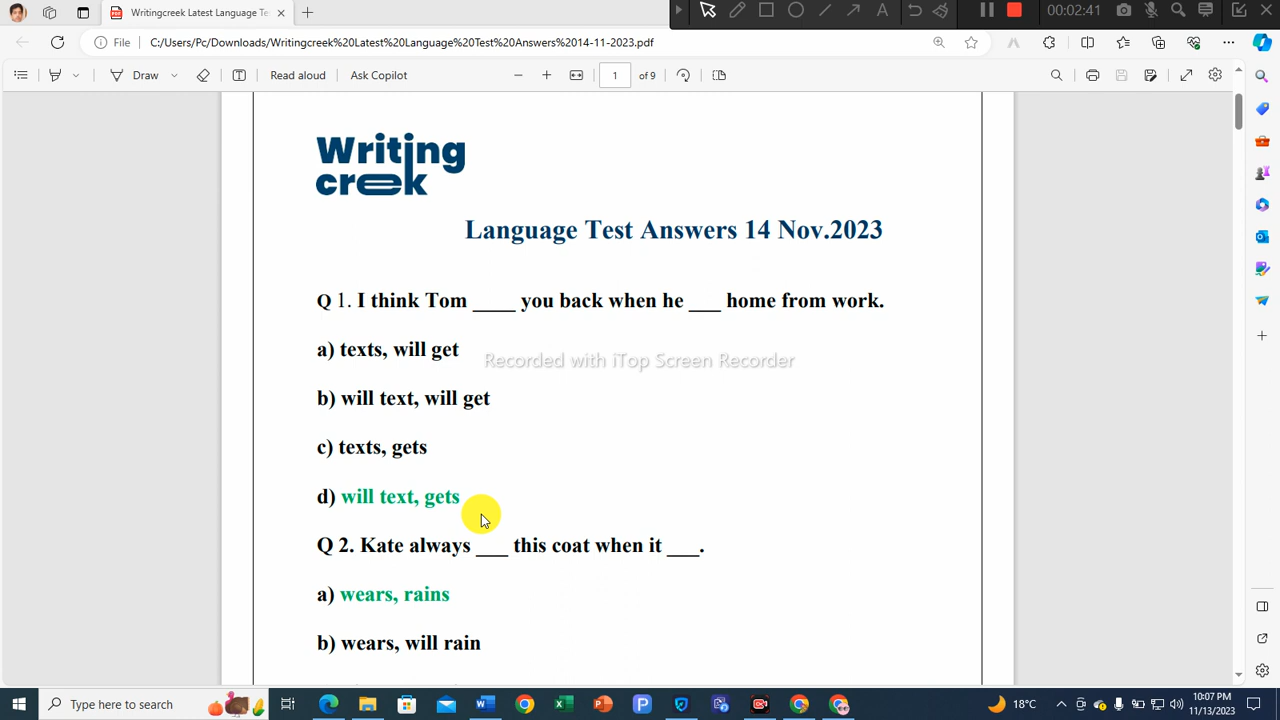 Writingcreek Latest Language Te
00:02:41
File
C:/Users/Pc/Downloads/Writingcreek%20Latest%20Language%20Test%20Answers%2014-11-2023.pdf
Draw
Read aloud
Ask Copilot
1
of 9
Writing
creek
Language Test Answers 14 Nov.2023
Q 1. I think Tom ____ you back when he ___ home from work.
a) texts, will get
Recorded with iTop Screen Recorder
b) will text, will get
c) texts, gets
d) will text, gets
Q 2. Kate always ___ this coat when it ___.
a) wears, rains
b) wears, will rain
Type here to search
18°C
10:07 PM
11/13/2023